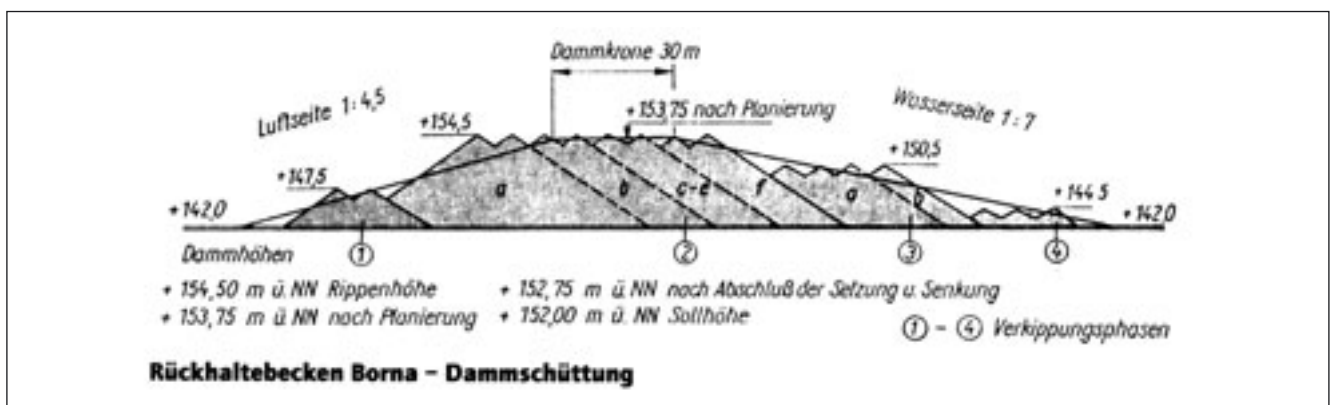 Dammkrone 30 m
Luftseite 1:4,5
Wasserseite 1:7
+153,75 nach Planierung
+154,5
+150,5
+147,5
+144 5
+142,0
+142,0
a
b
c-e
f
a
b
① ② ③ ④
Dammhöhen
+ 154,50 m ü. NN Rippenhöhe
+ 152,75 m ü. NN nach Abschluß der Setzung u. Senkung
+ 153,75 m ü. NN nach Planierung
+ 152,00 m ü. NN Sollhöhe
① – ④ Verkippungsphasen
Rückhaltebecken Borna – Dammschüttung